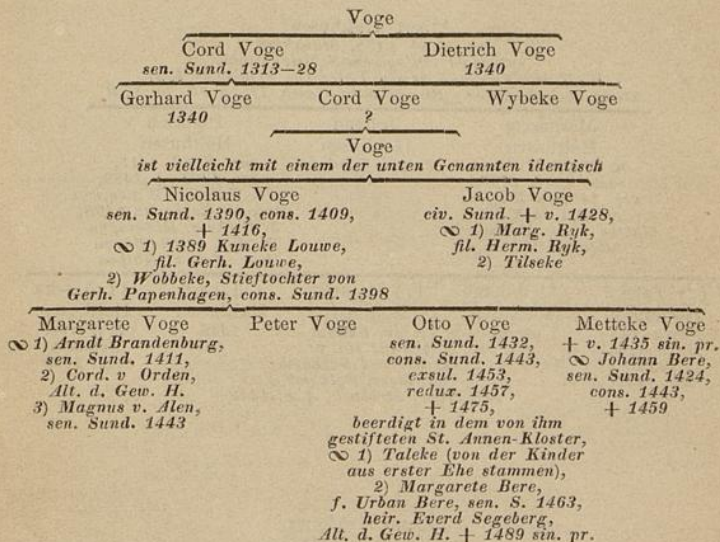 Voge
Cord Voge
sen. Sund. 1313—28
Dietrich Voge
1340
Gerhard Voge
1340
Cord Voge
?
Wybeke Voge
Voge
ist vielleicht mit einem der unten Genannten identisch
Nicolaus Voge
sen. Sund. 1390, cons. 1409,
+ 1416,
∞ 1) 1389 Kuneke Louwe,
fil. Gerh. Louwe,
2) Wobbeke, Stieftochter von
Gerh. Papenhagen, cons. Sund. 1398
Jacob Voge
civ. Sund. + v. 1428,
∞ 1) Marg. Ryk,
fil. Herm. Ryk,
2) Tilseke
Margarete Voge
∞ 1) Arndt Brandenburg,
sen. Sund. 1411,
2) Cord. v Orden,
Alt. d. Gew. H.
3) Magnus v. Alen,
sen. Sund. 1443
Peter Voge
Otto Voge
sen. Sund. 1432,
cons. Sund. 1443,
exsul. 1453,
redux. 1457,
+ 1475,
beerdigt in dem von ihm
gestifteten St. Annen-Kloster,
∞ 1) Taleke (von der Kinder
aus erster Ehe stammen),
2) Margarete Bere,
f. Urban Bere, sen. S. 1463,
heir. Everd Segeberg,
Alt. d. Gew. H. + 1489 sin. pr.
Metteke Voge
+ v. 1435 sin. pr.
∞ Johann Bere,
sen. Sund. 1424,
cons. 1443,
+ 1459